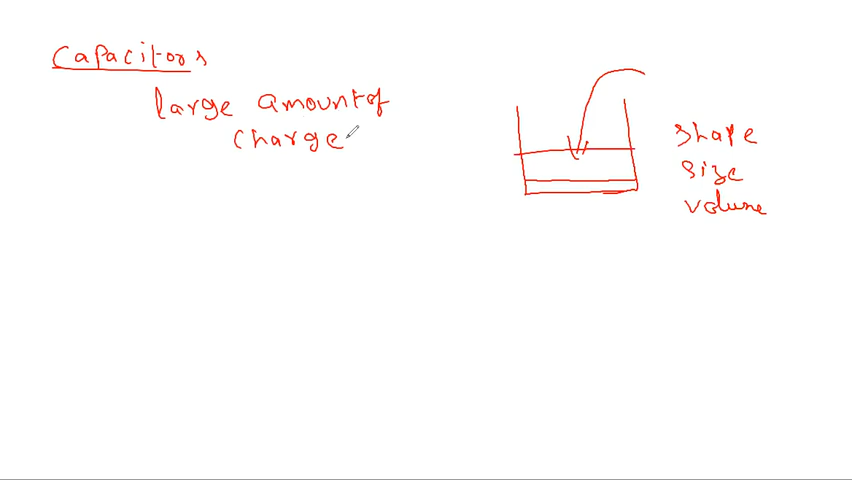 Capacitors
large amount of
charge
shape
size
volume